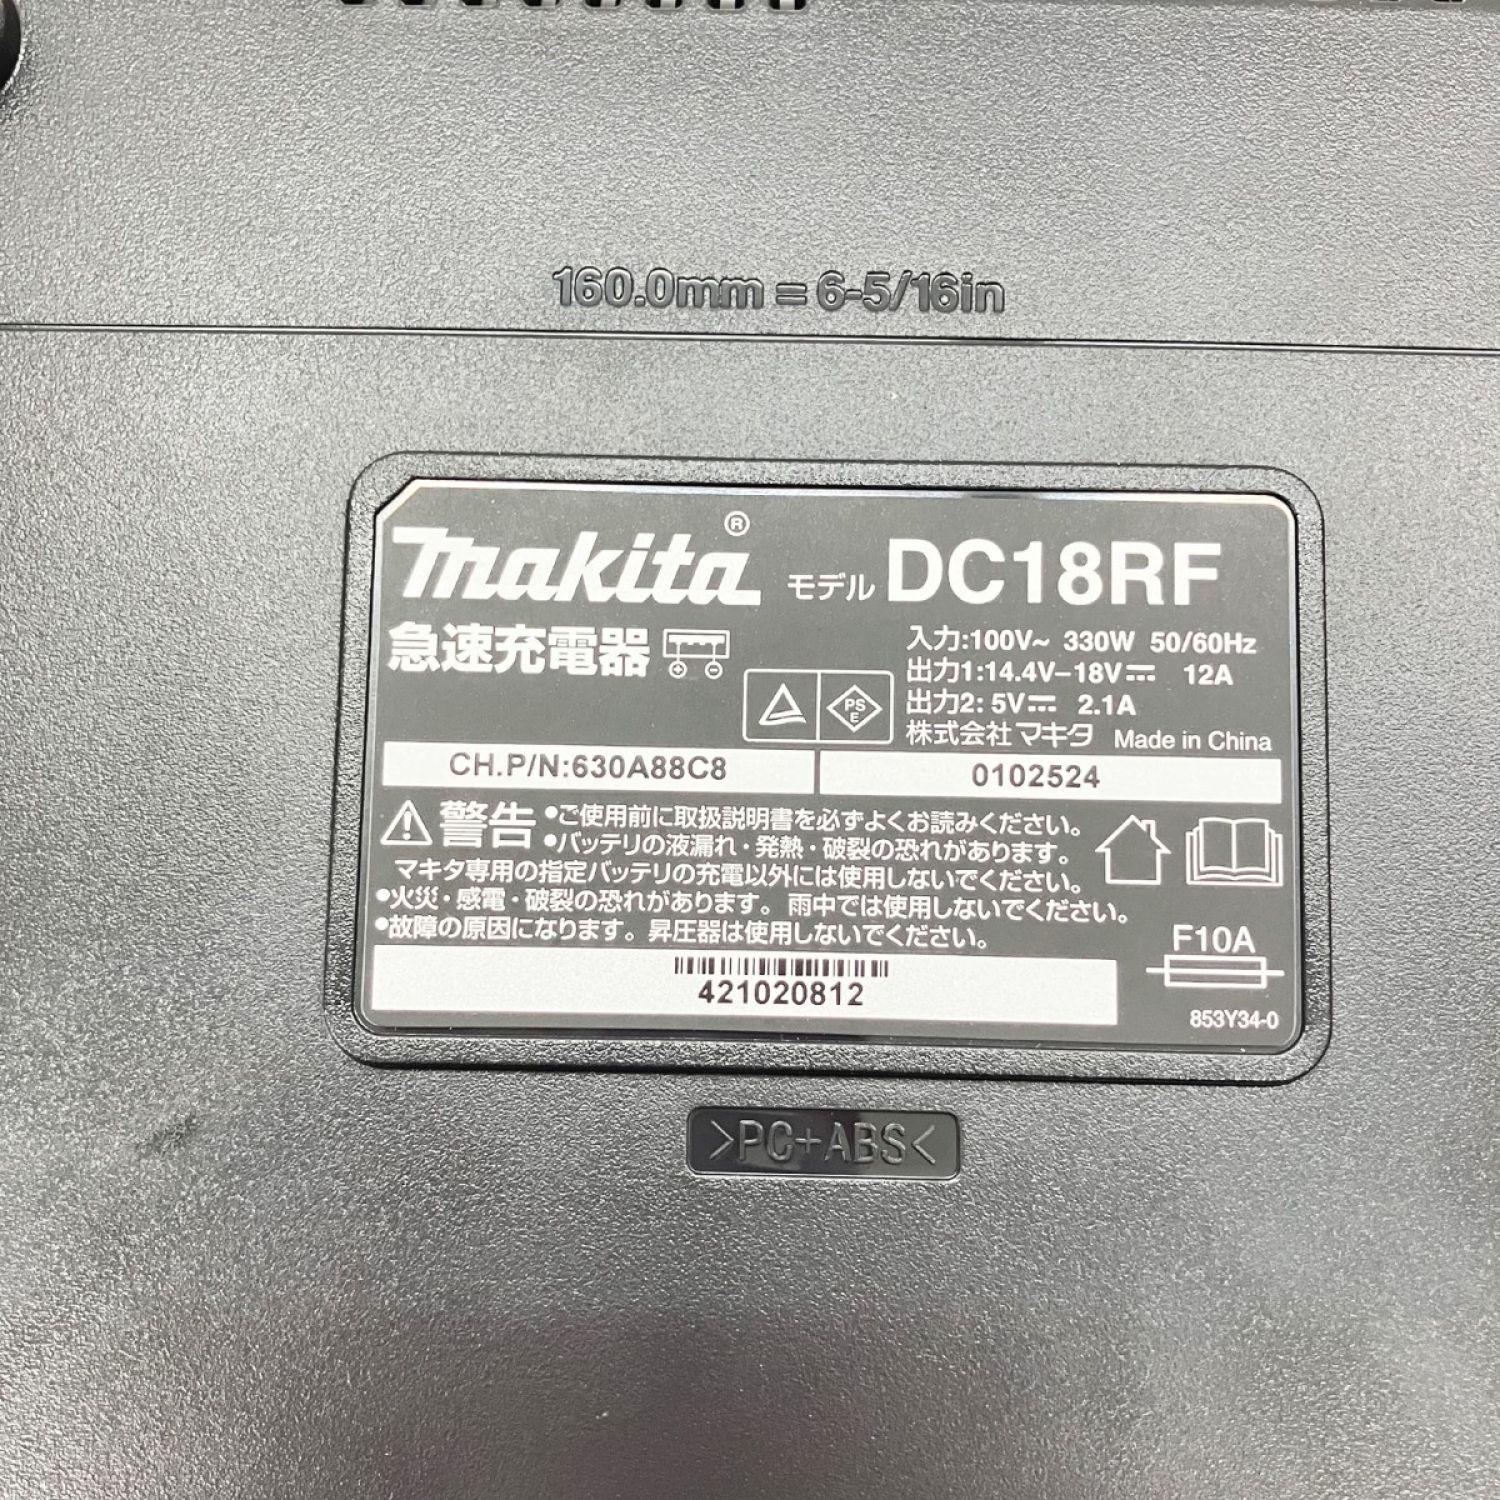 160.0mm = 6-5/16in
makita® モデル DC18RF
急速充電器
入力:100V~ 330W 50/60Hz
出力1:14.4V-18V⎓ 12A
出力2: 5V⎓ 2.1A
PS
E
株式会社 マキタ Made in China
CH.P/N:630A88C8
0102524
警告 •ご使用前に取扱説明書を必ずよくお読みください。
•バッテリの液漏れ・発熱・破裂の恐れがあります。
マキタ専用の指定バッテリの充電以外には使用しないでください。
•火災・感電・破裂の恐れがあります。雨中では使用しないでください。
•故障の原因になります。昇圧器は使用しないでください。
F10A
421020812
853Y34-0
>PC+ABS<